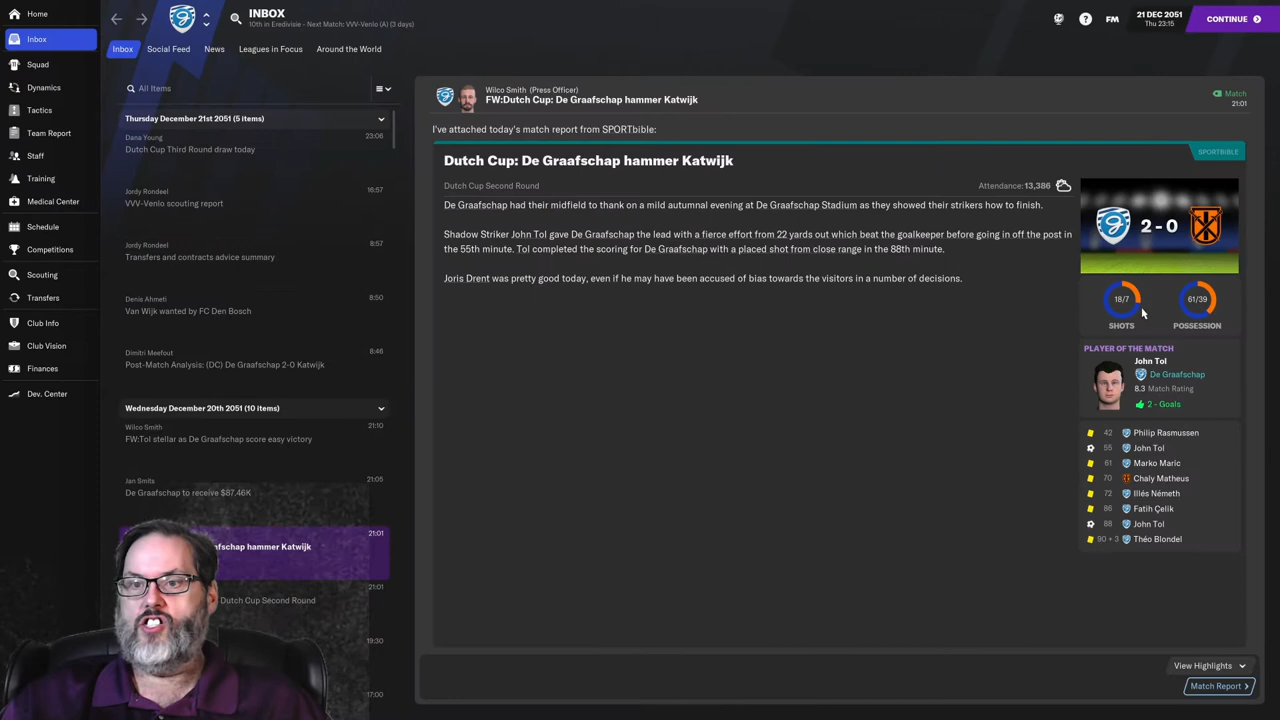 Home
Inbox
Squad
Dynamics
Tactics
Team Report
Staff
Training
Medical Center
Schedule
Competitions
Scouting
Transfers
Club Info
Club Vision
Finances
Dev. Center
INBOX
10th in Eredivisie - Next Match: VVV-Venlo (A) (3 days)
FM
21 DEC 2051
Thu 23:15
CONTINUE
Inbox
Social Feed
News
Leagues in Focus
Around the World
All Items
Thursday December 21st 2051 (5 items)
Dana Young
23:06
Dutch Cup Third Round draw today
Jordy Rondeel
16:57
VVV-Venlo scouting report
Jordy Rondeel
8:57
Transfers and contracts advice summary
Denis Ahmeti
8:50
Van Wijk wanted by FC Den Bosch
Dimitri Meefout
8:46
Post-Match Analysis: (DC) De Graafschap 2-0 Katwijk
Wednesday December 20th 2051 (10 items)
Wilco Smith
21:10
FW:Tol stellar as De Graafschap score easy victory
Jan Smits
21:05
De Graafschap to receive $87.46K
21:01
afschap hammer Katwijk
21:01
Dutch Cup Second Round
19:30
17:00
Wilco Smith (Press Officer)
FW:Dutch Cup: De Graafschap hammer Katwijk
Match
21:01
I've attached today's match report from SPORTbible:
SPORTBIBLE
Dutch Cup: De Graafschap hammer Katwijk
Dutch Cup Second Round
Attendance: 13,386
De Graafschap had their midfield to thank on a mild autumnal evening at De Graafschap Stadium as they showed their strikers how to finish.
Shadow Striker John Tol gave De Graafschap the lead with a fierce effort from 22 yards out which beat the goalkeeper before going in off the post in
the 55th minute. Tol completed the scoring for De Graafschap with a placed shot from close range in the 88th minute.
Joris Drent was pretty good today, even if he may have been accused of bias towards the visitors in a number of decisions.
2 - 0
18/7
61/39
SHOTS
POSSESSION
PLAYER OF THE MATCH
John Tol
De Graafschap
8.3 Match Rating
2 - Goals
42 Philip Rasmussen
55 John Tol
61 Marko Maric
70 Chaly Matheus
72 Illés Németh
86 Fatih Çelik
88 John Tol
90 + 3 Théo Blondel
View Highlights
Match Report